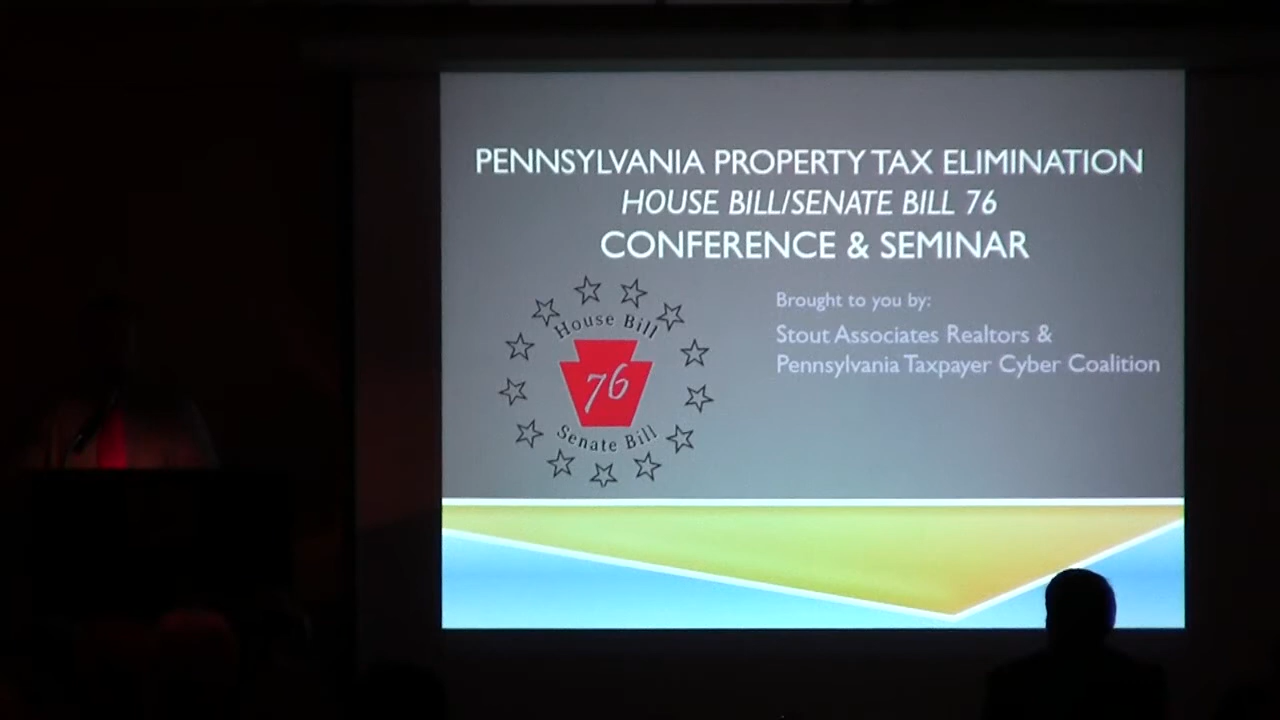 PENNSYLVANIA PROPERTY TAX ELIMINATION
HOUSE BILL/SENATE BILL 76
CONFERENCE & SEMINAR
Brought to you by:
Stout Associates Realtors &
Pennsylvania Taxpayer Cyber Coalition
House Bill
76
Senate Bill